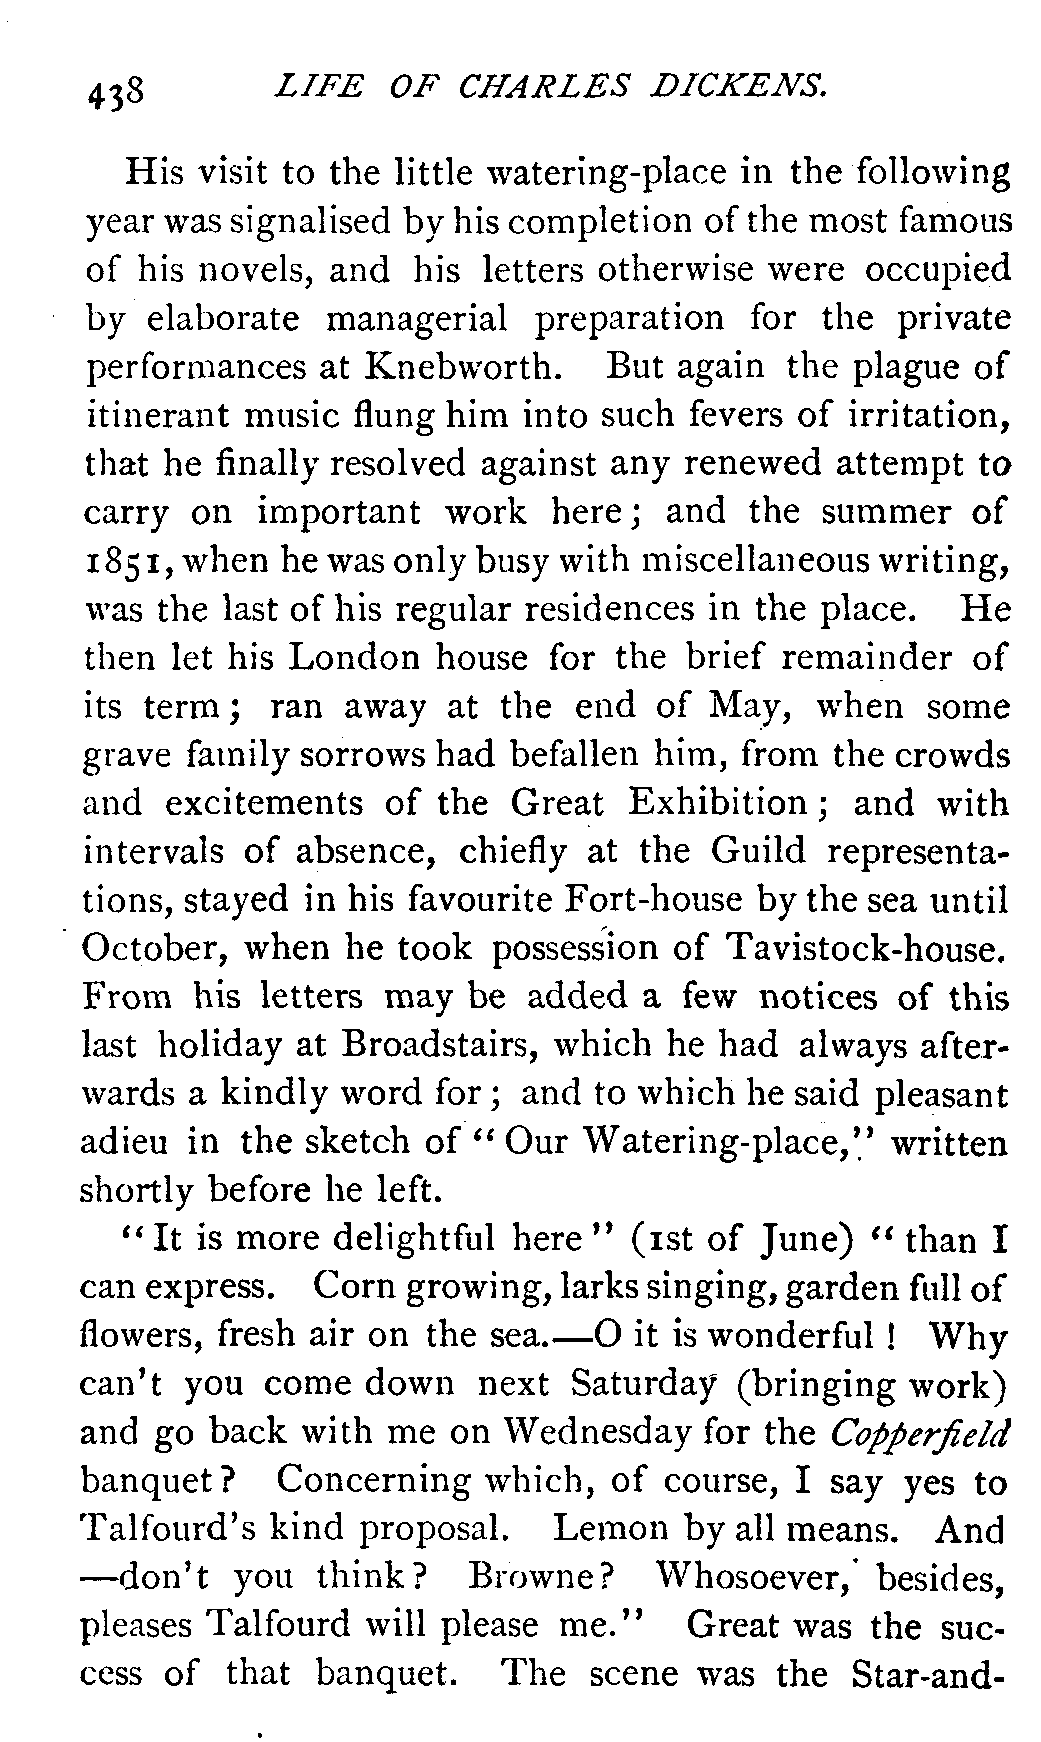 438 LIFE OF CHARLES DICKENS.
His visit to the little watering-place in the following
year was signalised by his completion of the most famous
of his novels, and his letters otherwise were occupied
by elaborate managerial preparation for the private
performances at Knebworth. But again the plague of
itinerant music flung him into such fevers of irritation,
that he finally resolved against any renewed attempt to
carry on important work here; and the summer of
1851, when he was only busy with miscellaneous writing,
was the last of his regular residences in the place. He
then let his London house for the brief remainder of
its term; ran away at the end of May, when some
grave family sorrows had befallen him, from the crowds
and excitements of the Great Exhibition; and with
intervals of absence, chiefly at the Guild representa-
tions, stayed in his favourite Fort-house by the sea until
October, when he took possession of Tavistock-house.
From his letters may be added a few notices of this
last holiday at Broadstairs, which he had always after-
wards a kindly word for; and to which he said pleasant
adieu in the sketch of "Our Watering-place," written
shortly before he left.
"It is more delightful here" (1st of June) "than I
can express. Corn growing, larks singing, garden full of
flowers, fresh air on the sea.—O it is wonderful! Why
can't you come down next Saturday (bringing work)
and go back with me on Wednesday for the Copperfield
banquet? Concerning which, of course, I say yes to
Talfourd's kind proposal. Lemon by all means. And
—don't you think? Browne? Whosoever, besides,
pleases Talfourd will please me." Great was the suc-
cess of that banquet. The scene was the Star-and-